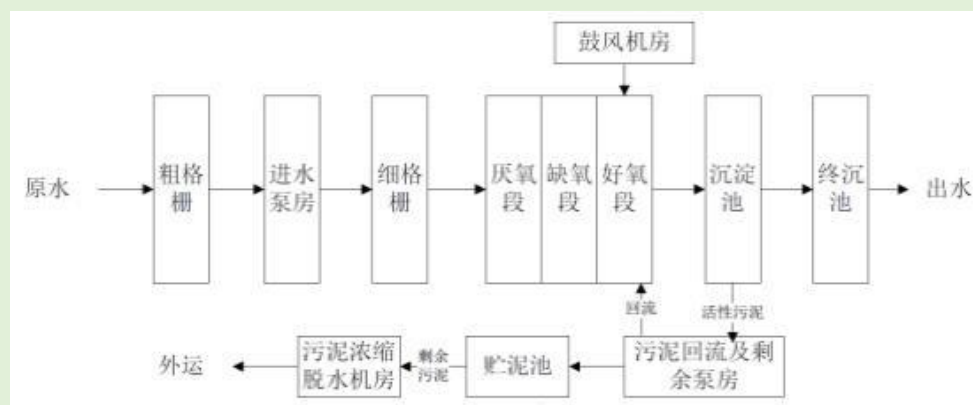 鼓风机房
原水
粗格
栅
进水
泵房
细格
栅
厌氧
段
缺氧
段
好氧
段
沉淀
池
终沉
池
出水
回流
活性污泥
外运
污泥浓缩
脱水机房
剩余
污泥
贮泥池
污泥回流及剩
余泵房